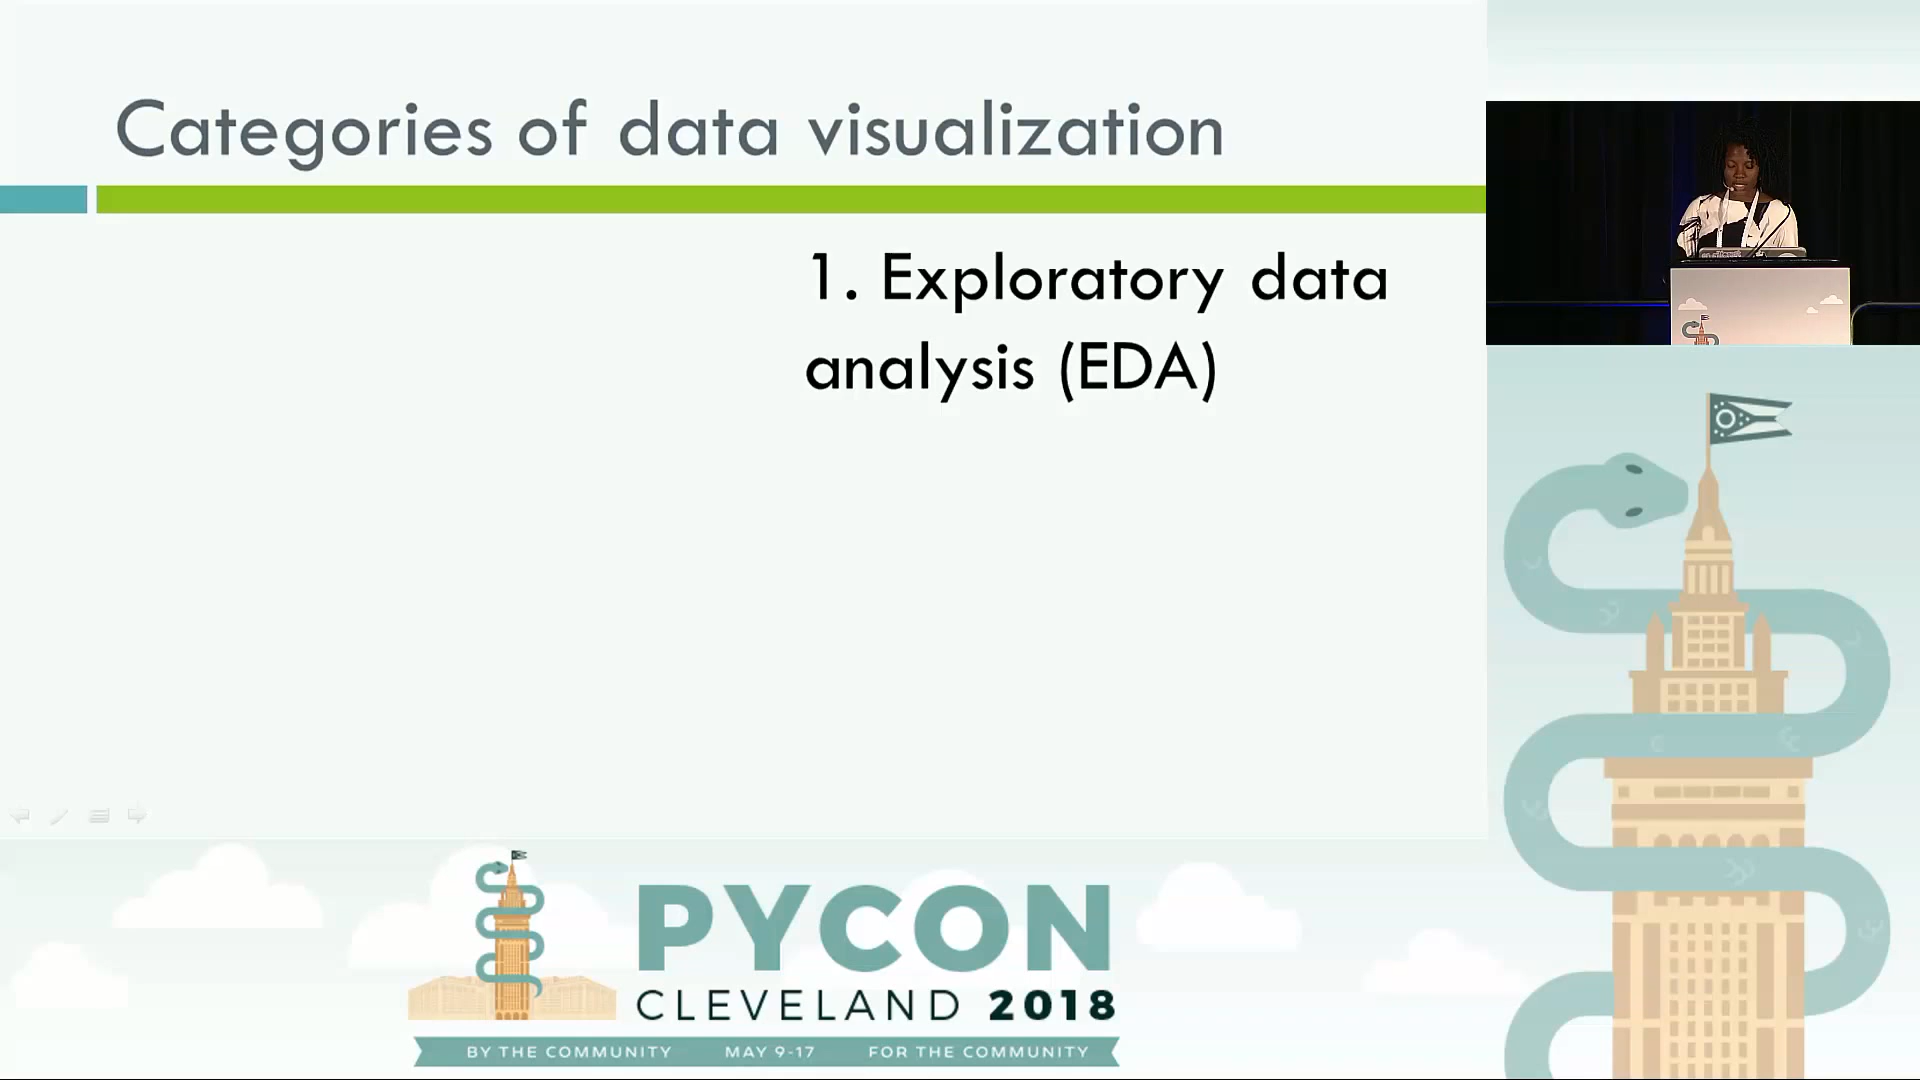 Categories of data visualization
1. Exploratory data
analysis (EDA)
PYCON
CLEVELAND 2018
BY THE COMMUNITY MAY 9-17 FOR THE COMMUNITY